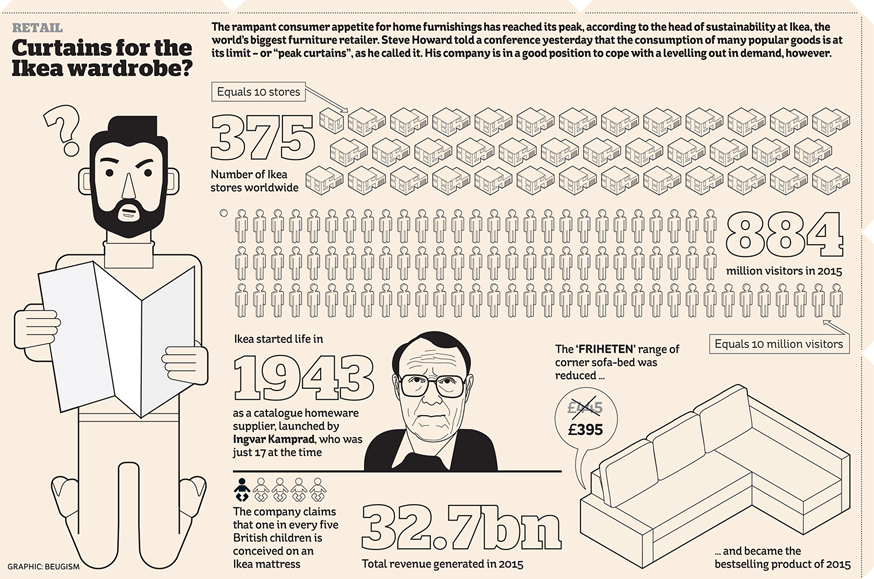 RETAIL
Curtains for the
Ikea wardrobe?
The rampant consumer appetite for home furnishings has reached its peak, according to the head of sustainability at Ikea, the
world's biggest furniture retailer. Steve Howard told a conference yesterday that the consumption of many popular goods is at
its limit – or "peak curtains", as he called it. His company is in a good position to cope with a levelling out in demand, however.
Equals 10 stores
375
Number of Ikea
stores worldwide
884
million visitors in 2015
Equals 10 million visitors
Ikea started life in
1943
as a catalogue homeware
supplier, launched by
Ingvar Kamprad, who was
just 17 at the time
The 'FRIHETEN' range of
corner sofa-bed was
reduced ...
£395
... and became the
bestselling product of 2015
The company claims
that one in every five
British children is
conceived on an
Ikea mattress
32.7bn
Total revenue generated in 2015
GRAPHIC: BEUGISM